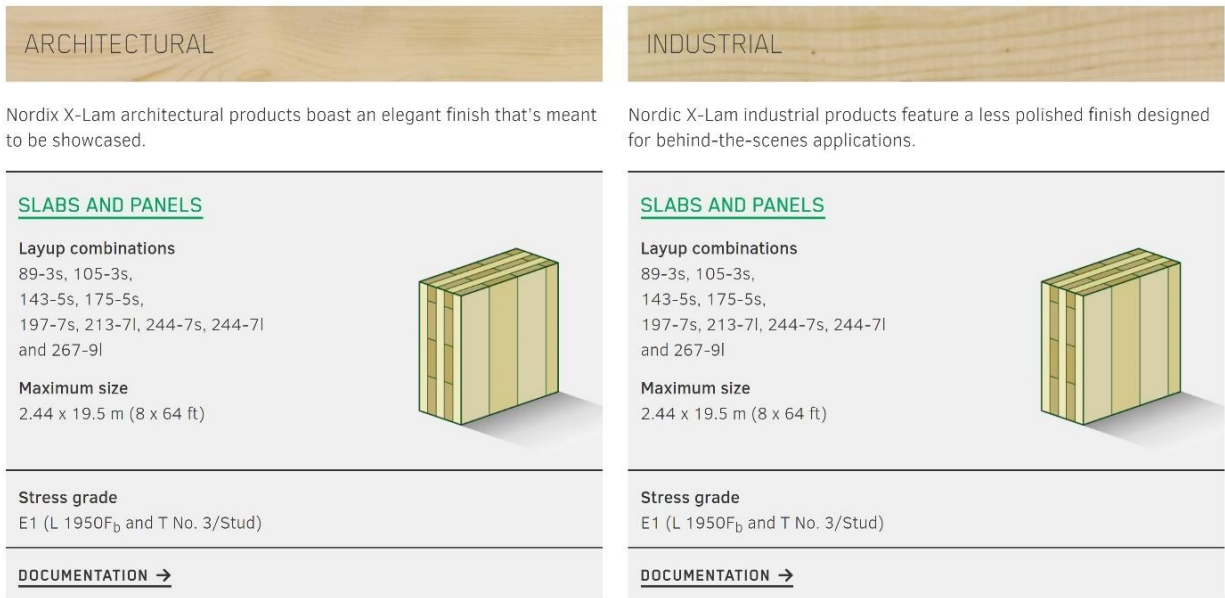 ARCHITECTURAL
Nordix X-Lam architectural products boast an elegant finish that's meant
to be showcased.
SLABS AND PANELS
Layup combinations
89-3s, 105-3s,
143-5s, 175-5s,
197-7s, 213-7l, 244-7s, 244-7l
and 267-9l
Maximum size
2.44 x 19.5 m (8 x 64 ft)
Stress grade
E1 (L 1950Fb and T No. 3/Stud)
DOCUMENTATION →
INDUSTRIAL
Nordic X-Lam industrial products feature a less polished finish designed
for behind-the-scenes applications.
SLABS AND PANELS
Layup combinations
89-3s, 105-3s,
143-5s, 175-5s,
197-7s, 213-7l, 244-7s, 244-7l
and 267-9l
Maximum size
2.44 x 19.5 m (8 x 64 ft)
Stress grade
E1 (L 1950Fb and T No. 3/Stud)
DOCUMENTATION →